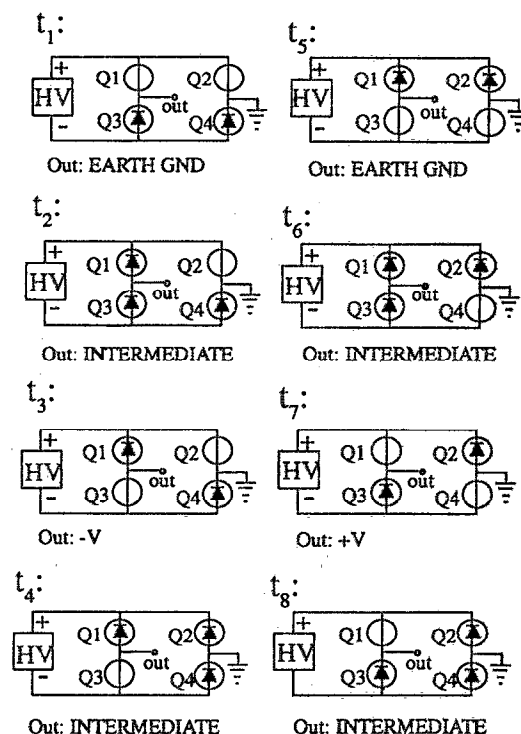 t1:
+
HV
-
Q1
Q2
out
Q3
Q4
Out: EARTH GND
t5:
+
HV
-
Q1
Q2
out
Q3
Q4
Out: EARTH GND
t2:
+
HV
-
Q1
Q2
out
Q3
Q4
Out: INTERMEDIATE
t6:
+
HV
-
Q1
Q2
out
Q3
Q4
Out: INTERMEDIATE
t3:
+
HV
-
Q1
Q2
out
Q3
Q4
Out: -V
t7:
+
HV
-
Q1
Q2
out
Q3
Q4
Out: +V
t4:
+
HV
-
Q1
Q2
out
Q3
Q4
Out: INTERMEDIATE
t8:
+
HV
-
Q1
Q2
out
Q3
Q4
Out: INTERMEDIATE